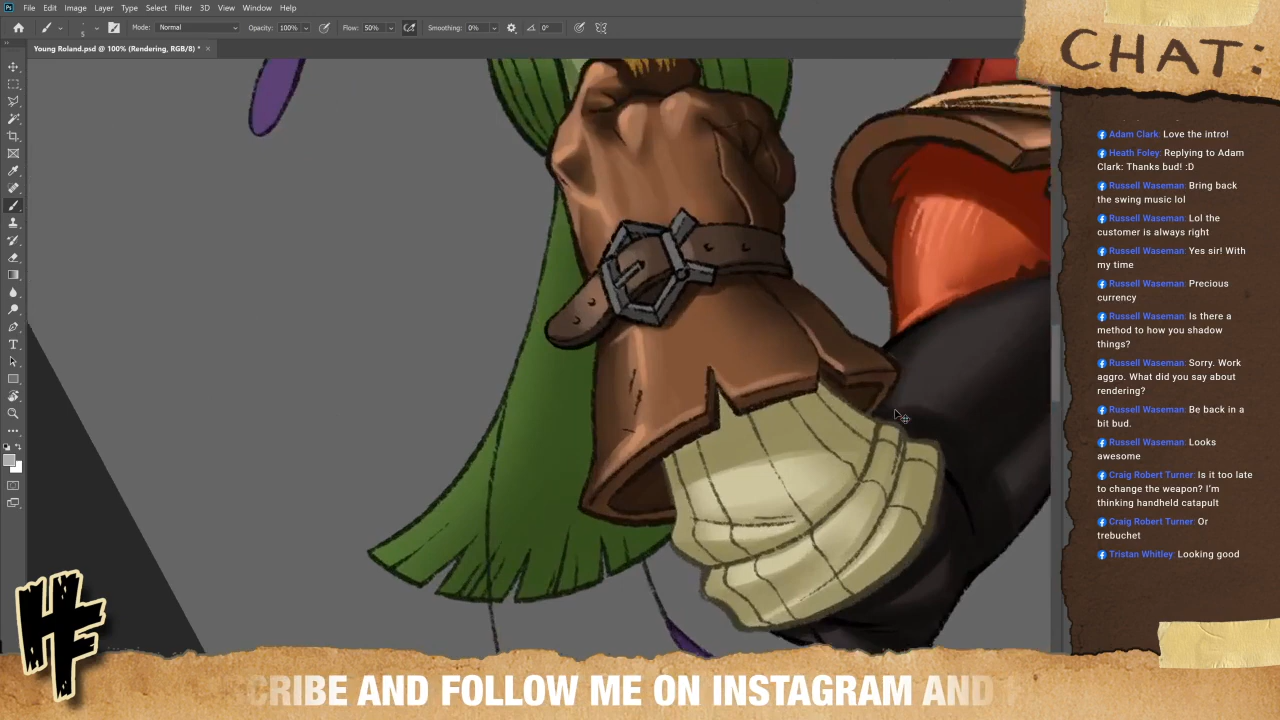 File Edit Image Layer Type Select Filter 3D View Window Help
Mode: Normal Opacity: 100% Flow: 50% Smoothing: 0% 0°
5
Young Roland.psd @ 100% (Rendering, RGB/8) *
CHAT:
Adam Clark: Love the intro!
Heath Foley: Replying to Adam
Clark: Thanks bud! :D
Russell Waseman: Bring back
the swing music lol
Russell Waseman: Lol the
customer is always right
Russell Waseman: Yes sir! With
my time
Russell Waseman: Precious
currency
Russell Waseman: Is there a
method to how you shadow
things?
Russell Waseman: Sorry. Work
aggro. What did you say about
rendering?
Russell Waseman: Be back in a
bit bud.
Russell Waseman: Looks
awesome
Craig Robert Turner: Is it too late
to change the weapon? I'm
thinking handheld catapult
Craig Robert Turner: Or
trebuchet
Tristan Whitley: Looking good
HF
CRIBE AND FOLLOW ME ON INSTAGRAM AND